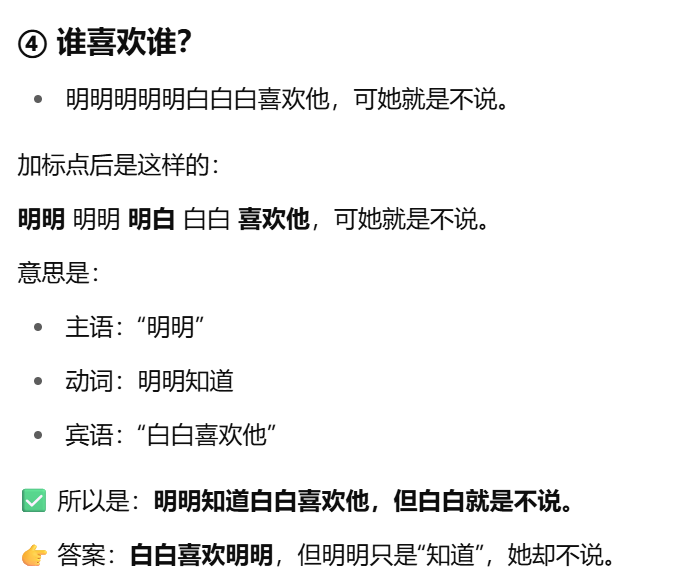 ④ 谁喜欢谁？
• 明明明明明白白白喜欢他，可她就是不说。
加标点后是这样的：
明明 明明 明白 白白 喜欢他，可她就是不说。
意思是：
• 主语：“明明”
• 动词：明明知道
• 宾语：“白白喜欢他”
✅ 所以是：明明知道白白喜欢他，但白白就是不说。
👉 答案：白白喜欢明明，但明明只是“知道”，她却不说。